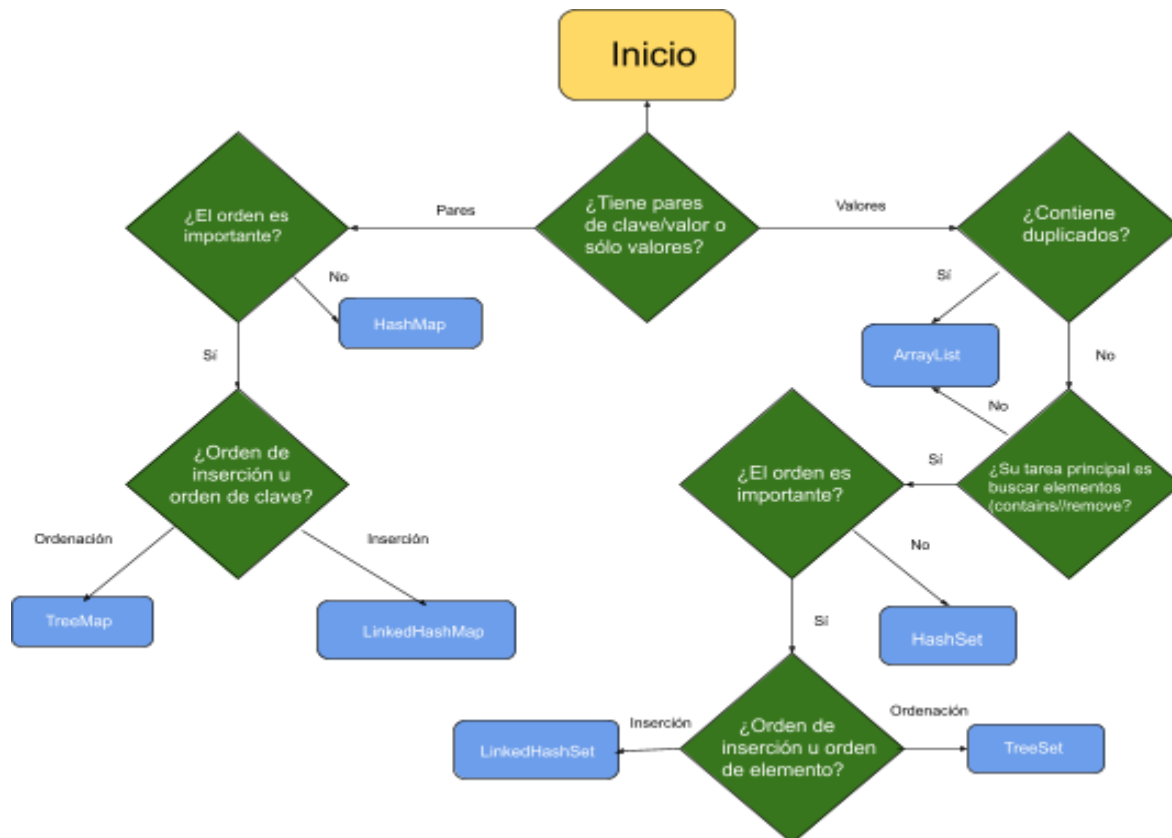 Inicio
¿El orden es
importante?
Pares
¿Tiene pares
de clave/valor o
sólo valores?
Valores
¿Contiene
duplicados?
No
HashMap
Sí
ArrayList
Sí
No
No
¿Orden de
inserción u
orden de clave?
¿El orden es
importante?
Sí
¿Su tarea principal es
buscar elementos
(contains//remove?
Ordenación
Inserción
No
TreeMap
LinkedHashMap
Sí
HashSet
Inserción
¿Orden de
inserción u orden
de elemento?
Ordenación
LinkedHashSet
TreeSet